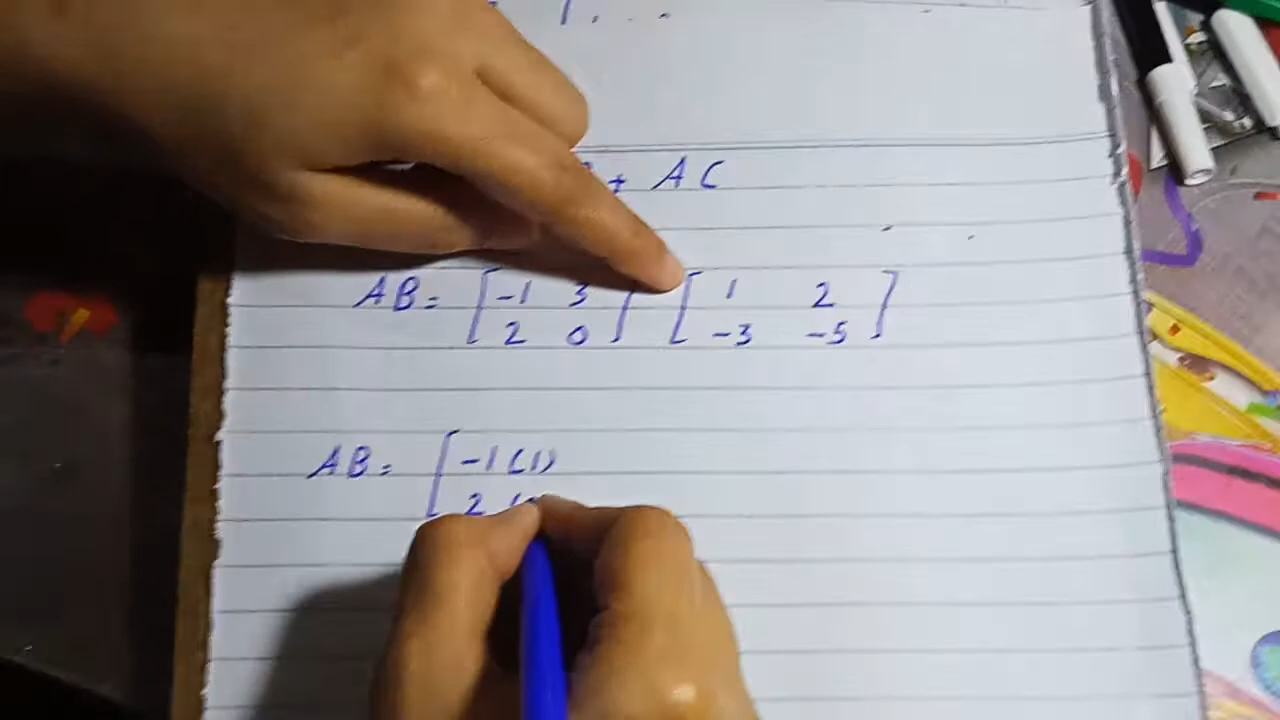 + AC
AB = [ -1 3 ] [ 1 2 ]
2 0 -3 -5
AB = [ -1 (1)
2 (